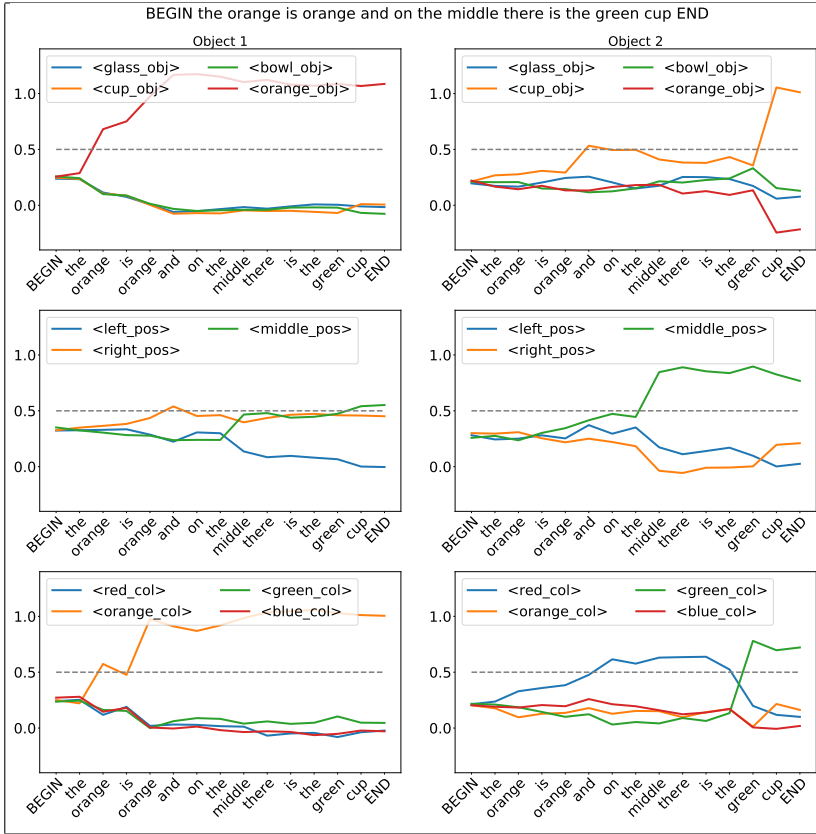 BEGIN the orange is orange and on the middle there is the green cup END
Object 1
<glass_obj> <bowl_obj>
<cup_obj> <orange_obj>
1.0
0.5
0.0
BEGIN the orange is orange and on the middle there is the green cup END
Object 2
<glass_obj> <bowl_obj>
<cup_obj> <orange_obj>
1.0
0.5
0.0
BEGIN the orange is orange and on the middle there is the green cup END
<left_pos> <middle_pos>
<right_pos>
1.0
0.5
0.0
BEGIN the orange is orange and on the middle there is the green cup END
<left_pos> <middle_pos>
<right_pos>
1.0
0.5
0.0
BEGIN the orange is orange and on the middle there is the green cup END
<red_col> <green_col>
<orange_col> <blue_col>
1.0
0.5
0.0
BEGIN the orange is orange and on the middle there is the green cup END
<red_col> <green_col>
<orange_col> <blue_col>
1.0
0.5
0.0
BEGIN the orange is orange and on the middle there is the green cup END